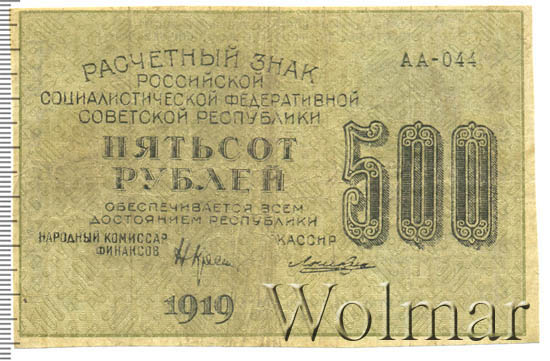 РАСЧЕТНЫЙ ЗНАК
АА-044
РОССИЙСКОЙ
СОЦИАЛИСТИЧЕСКОЙ ФЕДЕРАТИВНОЙ
СОВЕТСКОЙ РЕСПУБЛИКИ
ПЯТЬСОТ
РУБЛЕЙ
500
ОБЕСПЕЧИВАЕТСЯ ВСЕМ
ДОСТОЯНИЕМ РЕСПУБЛИКИ
НАРОДНЫЙ КОМИССАР
ФИНАНСОВ
КАССИР
1919
Wolmar